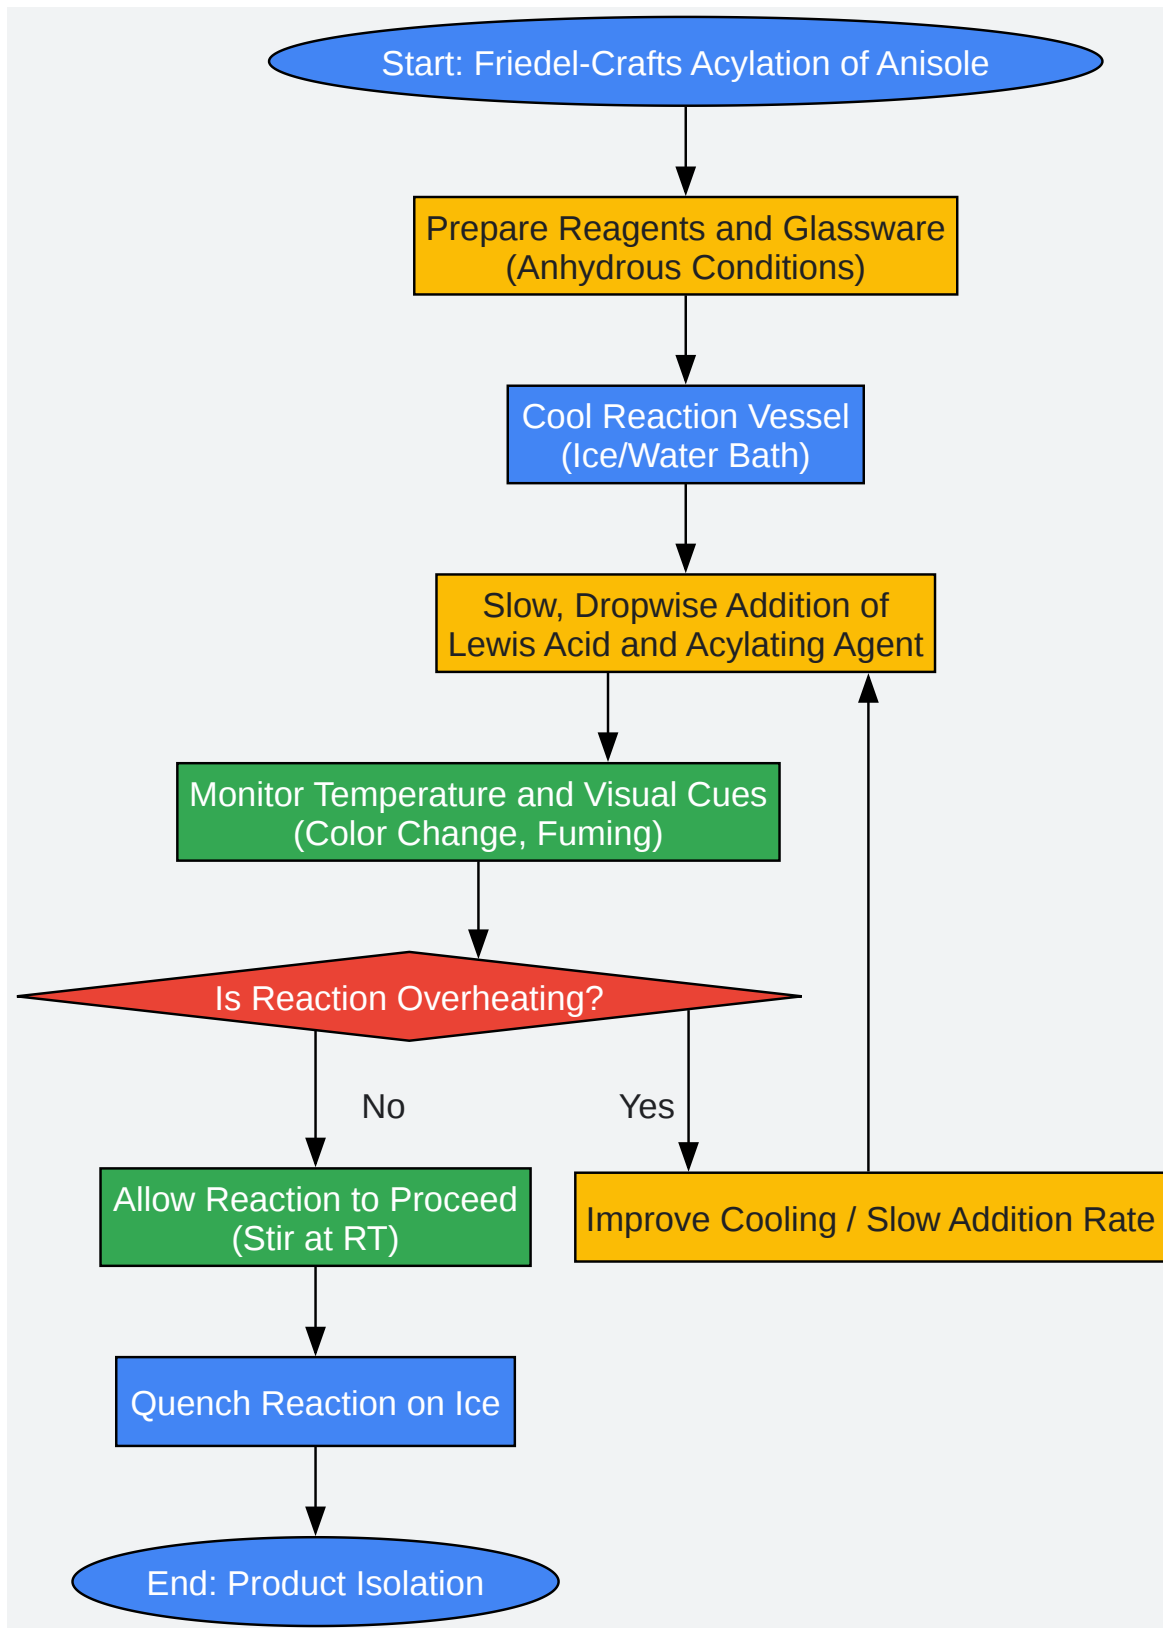 Start: Friedel-Crafts Acylation of Anisole
Prepare Reagents and Glassware
(Anhydrous Conditions)
Cool Reaction Vessel
(Ice/Water Bath)
Slow, Dropwise Addition of
Lewis Acid and Acylating Agent
Monitor Temperature and Visual Cues
(Color Change, Fuming)
Is Reaction Overheating?
No
Yes
Allow Reaction to Proceed
(Stir at RT)
Improve Cooling / Slow Addition Rate
Quench Reaction on Ice
End: Product Isolation